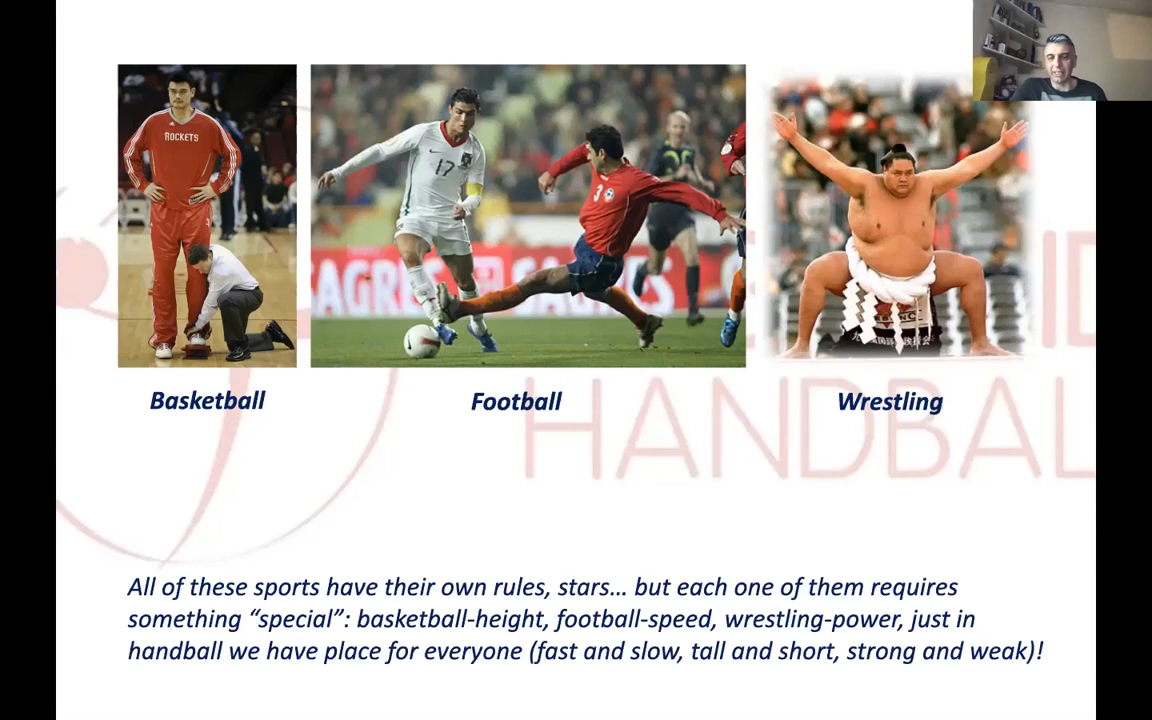 ROCKETS
17
3
SAGRES SAGRES
Basketball
Football
Wrestling
HANDBAL
All of these sports have their own rules, stars… but each one of them requires
something “special”: basketball-height, football-speed, wrestling-power, just in
handball we have place for everyone (fast and slow, tall and short, strong and weak)!